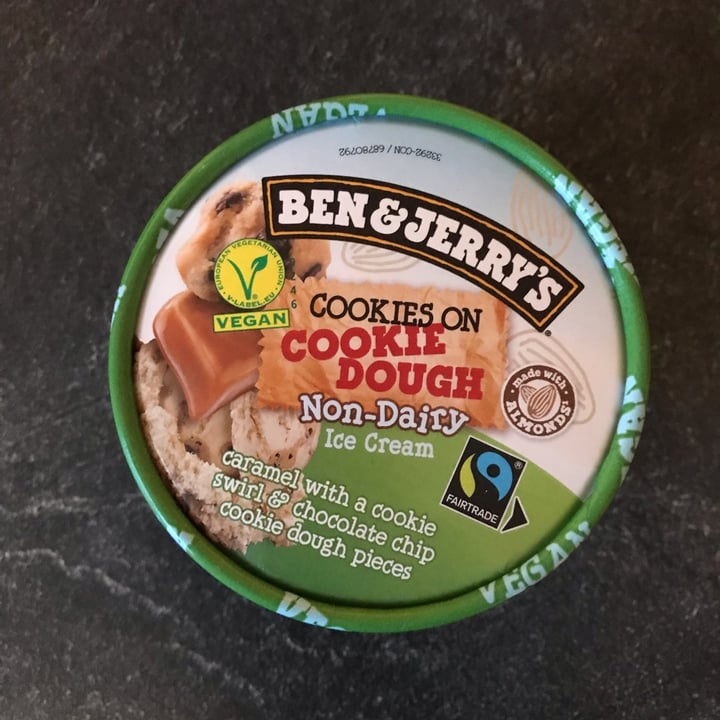 VEGAN
33292-CON / 68780792
BEN & JERRY'S
EUROPEAN VEGETARIAN UNION
V-LABEL.EU
VEGAN
COOKIES ON
COOKIE
DOUGH
Non-Dairy
Ice Cream
made with
ALMONDS
FAIRTRADE
caramel with a cookie
swirl & chocolate chip
cookie dough pieces
VEGAN